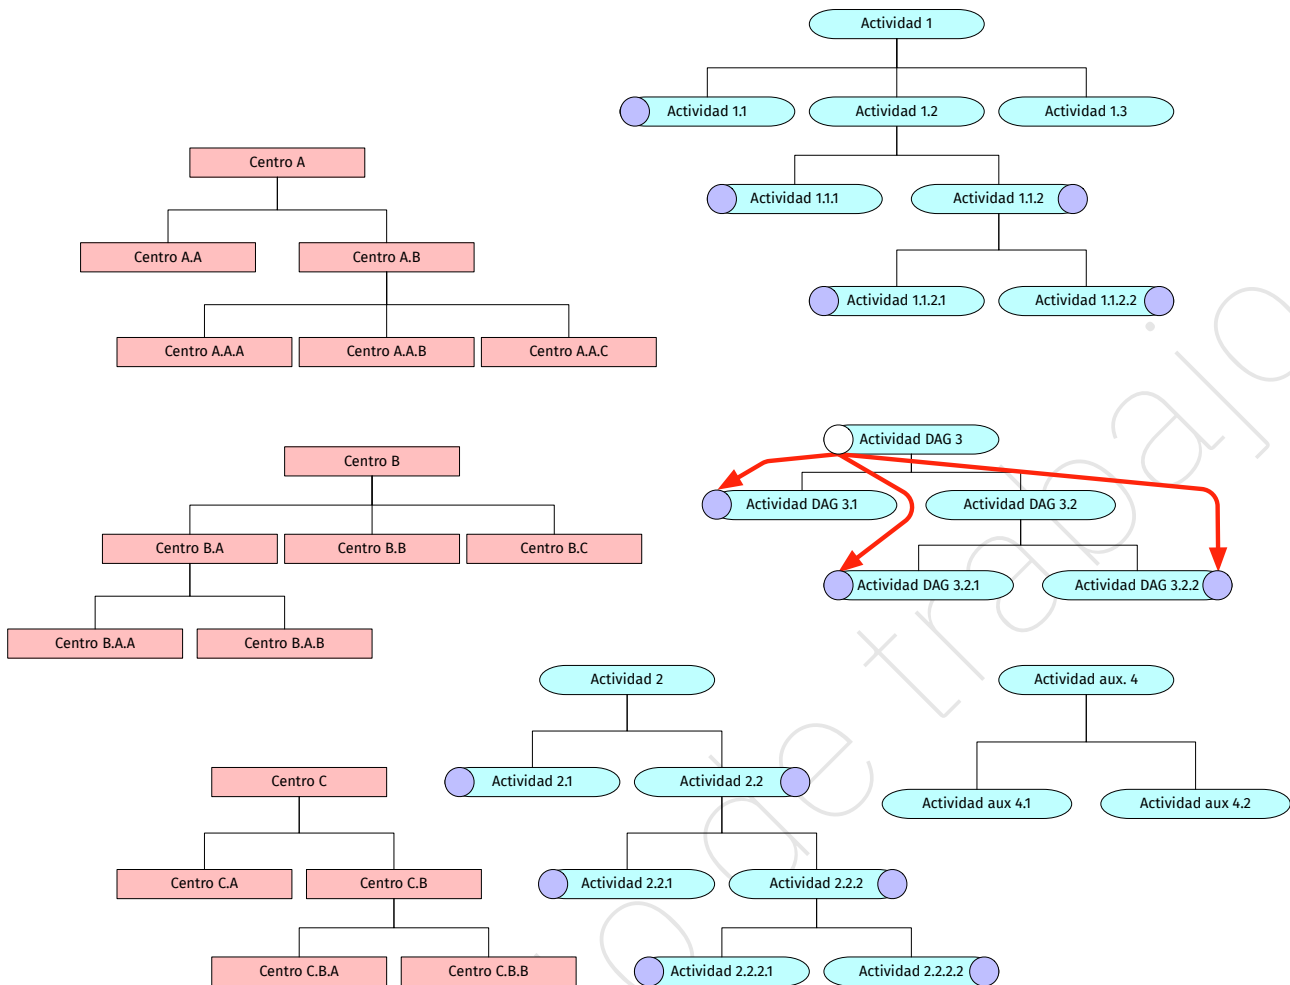 Actividad 1
Actividad 1.1
Actividad 1.2
Actividad 1.3
Centro A
Actividad 1.1.1
Actividad 1.1.2
Centro A.A
Centro A.B
Actividad 1.1.2.1
Actividad 1.1.2.2
Centro A.A.A
Centro A.A.B
Centro A.A.C
Actividad DAG 3
Centro B
Actividad DAG 3.1
Actividad DAG 3.2
Centro B.A
Centro B.B
Centro B.C
Actividad DAG 3.2.1
Actividad DAG 3.2.2
Centro B.A.A
Centro B.A.B
Actividad 2
Actividad aux. 4
Centro C
Actividad 2.1
Actividad 2.2
Actividad aux 4.1
Actividad aux 4.2
Centro C.A
Centro C.B
Actividad 2.2.1
Actividad 2.2.2
Centro C.B.A
Centro C.B.B
Actividad 2.2.2.1
Actividad 2.2.2.2
de trabajo